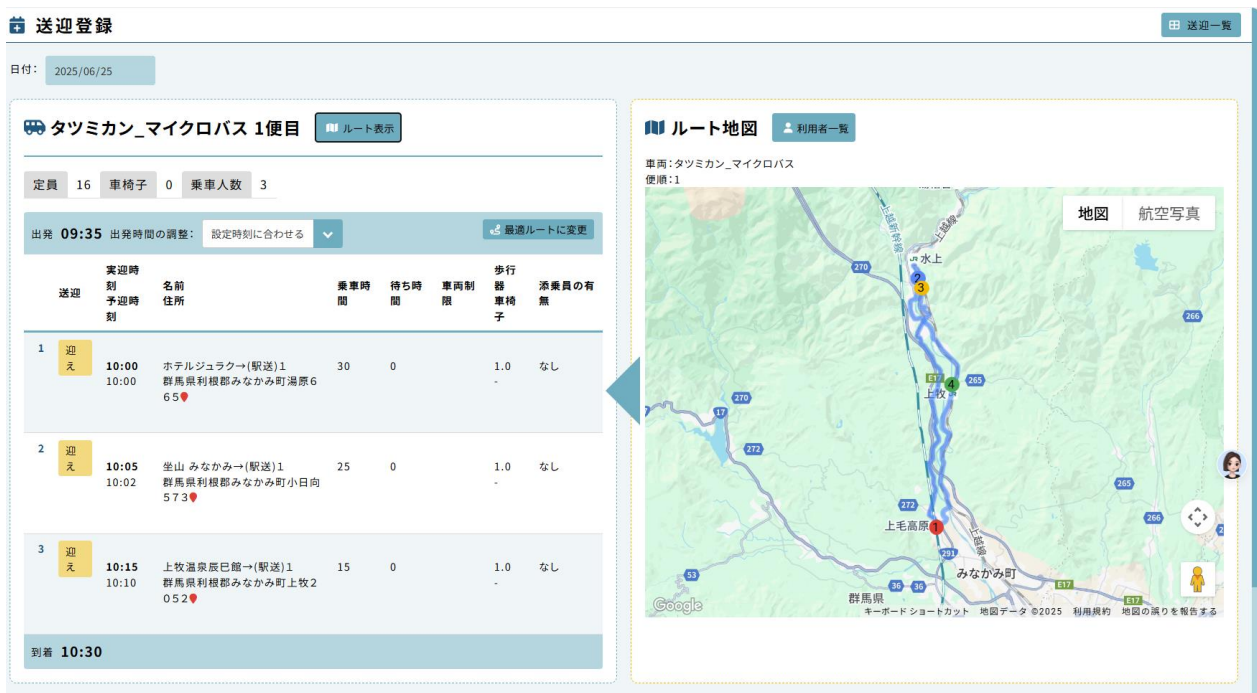 送迎登録
送迎一覧
日付:
2025/06/25
タツミカン_マイクロバス 1便目
ルート表示
定員 16 車椅子 0 乗車人数 3
出発 09:35 出発時間の調整: 設定時刻に合わせる
最適ルートに変更
送迎
実迎時
刻
予迎時
刻
名前
住所
乗車時
間
待ち時
間
車両制
限
歩行
器
車椅
子
添乗員の有
無
1
迎
え
10:00
10:00
ホテルジュラク→(駅送)1
群馬県利根郡みなかみ町湯原6
65
30
0
1.0
-
なし
2
迎
え
10:05
10:02
坐山 みなかみ→(駅送)1
群馬県利根郡みなかみ町小日向
573
25
0
1.0
-
なし
3
迎
え
10:15
10:10
上牧温泉辰巳館→(駅送)1
群馬県利根郡みなかみ町上牧2
052
15
0
1.0
-
なし
到着 10:30
ルート地図
利用者一覧
車両:タツミカン_マイクロバス
便順:1
地図
航空写真
上越新幹線
上越線
水上
270
2
3
266
E17
4
265
上牧
270
17
272
265
272
266
上毛高原
1
上越線
291
みなかみ町
53
36
36
E17
群馬県
E17
Google
キーボード ショートカット
地図データ ©2025
利用規約
地図の誤りを報告する